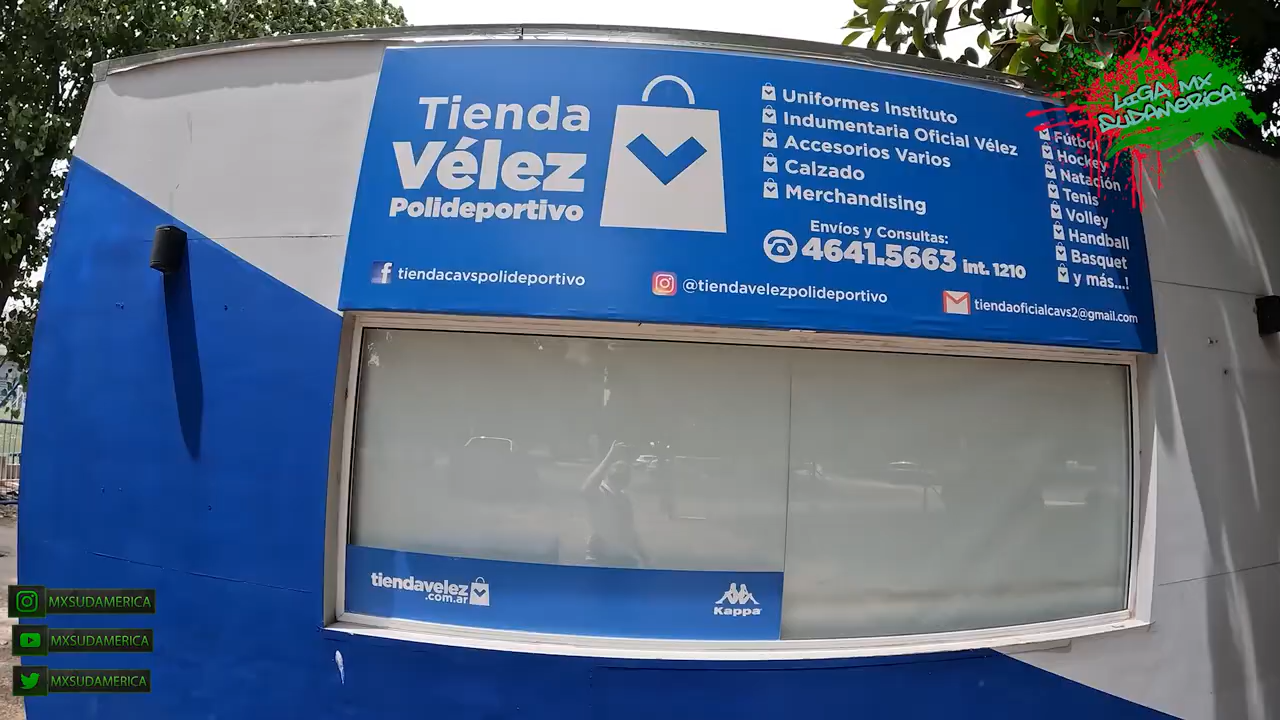 Tienda
Vélez
Polideportivo
Uniformes Instituto
Indumentaria Oficial Vélez
Accesorios Varios
Calzado
Merchandising
Envíos y Consultas:
4641.5663 int. 1210
Fútbol
Hockey
Natación
Tenis
Volley
Handball
Basquet
y más...!
tiendacavspolideportivo
@tiendavelezpolideportivo
tiendaoficialcavs2@gmail.com
tiendavelez
.com.ar
Kappa
LIGA MX
SUDAMERICA
MXSUDAMERICA
MXSUDAMERICA
MXSUDAMERICA